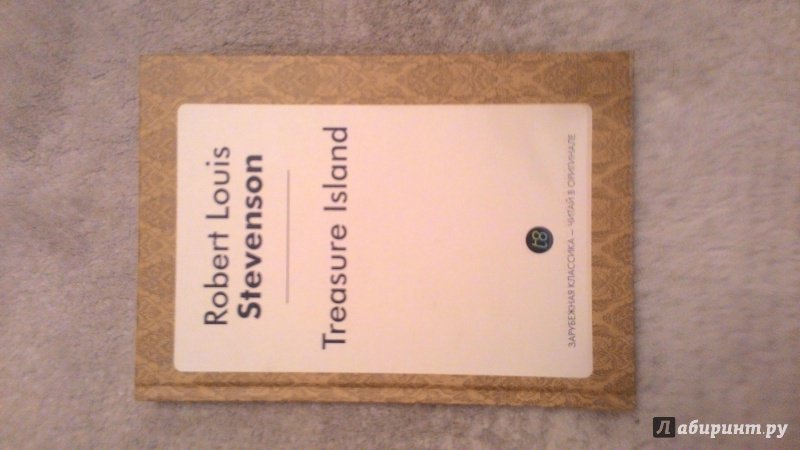 Robert Louis
Stevenson
Treasure Island
t8
ЗАРУБЕЖНАЯ КЛАССИКА – ЧИТАЙ В ОРИГИНАЛЕ
Лабиринт.ру